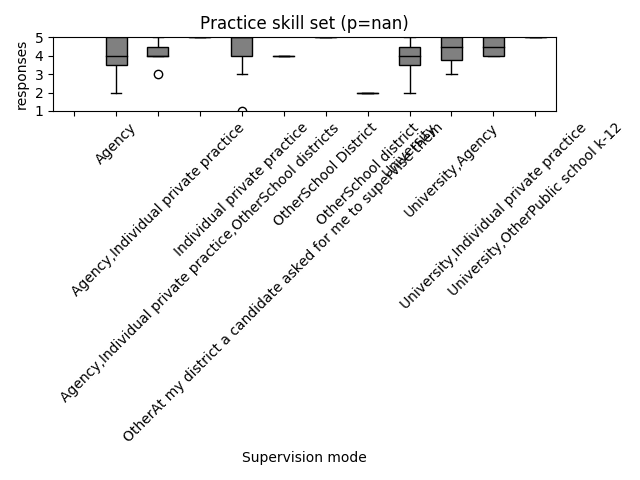 Practice skill set (p=nan)
responses
5
4
3
2
1
Agency
Agency,Individual private practice
Agency,Individual private practice,OtherSchool districts
Individual private practice
OtherAt my district a candidate asked for me to supervise them
OtherSchool District
OtherSchool district
University
University,Agency
University,Individual private practice
University,OtherPublic school k-12
Supervision mode